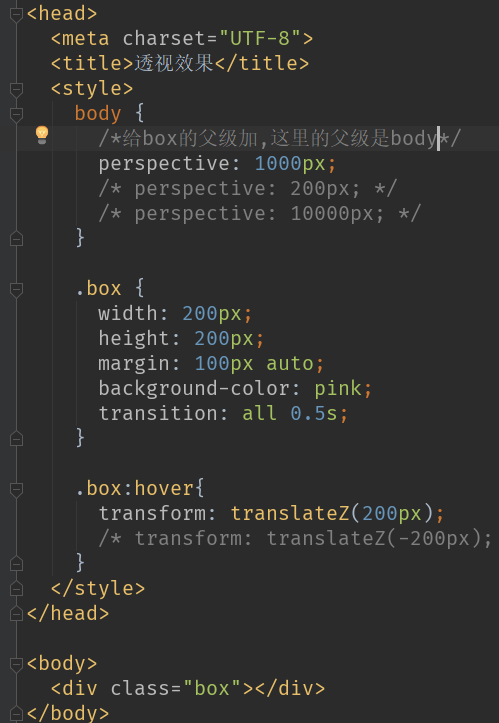 <head>
<meta charset="UTF-8">
<title>透视效果</title>
<style>
body {
/*给box的父级加,这里的父级是body*/
perspective: 1000px;
/* perspective: 200px; */
/* perspective: 10000px; */
}
.box {
width: 200px;
height: 200px;
margin: 100px auto;
background-color: pink;
transition: all 0.5s;
}
.box:hover{
transform: translateZ(200px);
/* transform: translateZ(-200px);
}
</style>
</head>
<body>
<div class="box"></div>
</body>